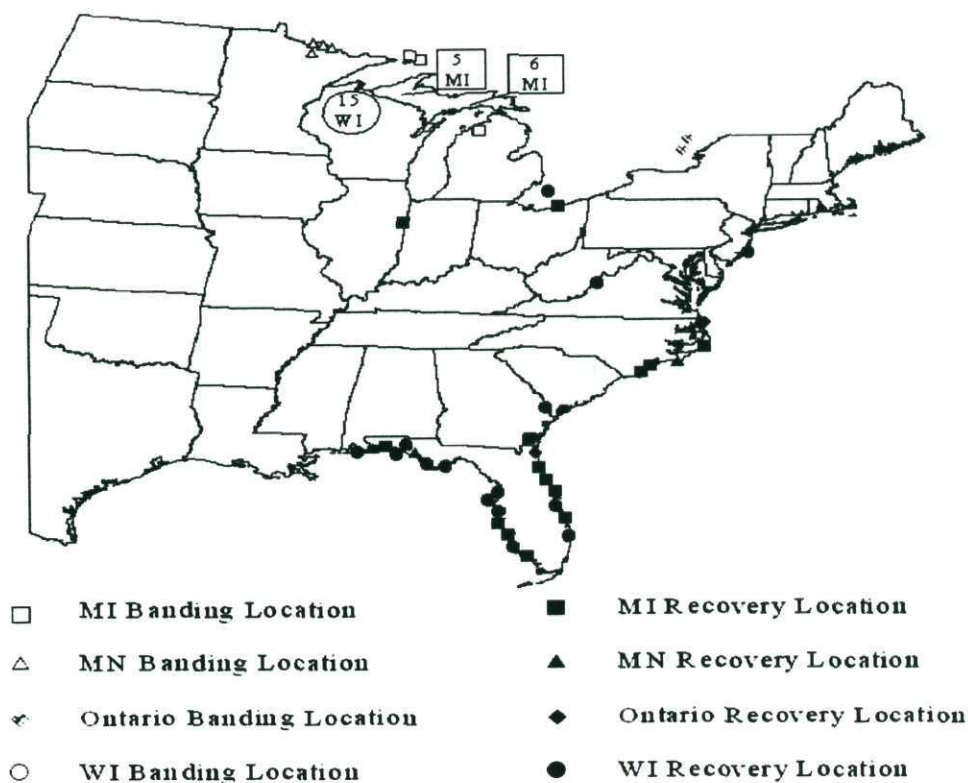 5
MI
6
MI
15
WI
MI Banding Location
MI Recovery Location
MN Banding Location
MN Recovery Location
Ontario Banding Location
Ontario Recovery Location
WI Banding Location
WI Recovery Location